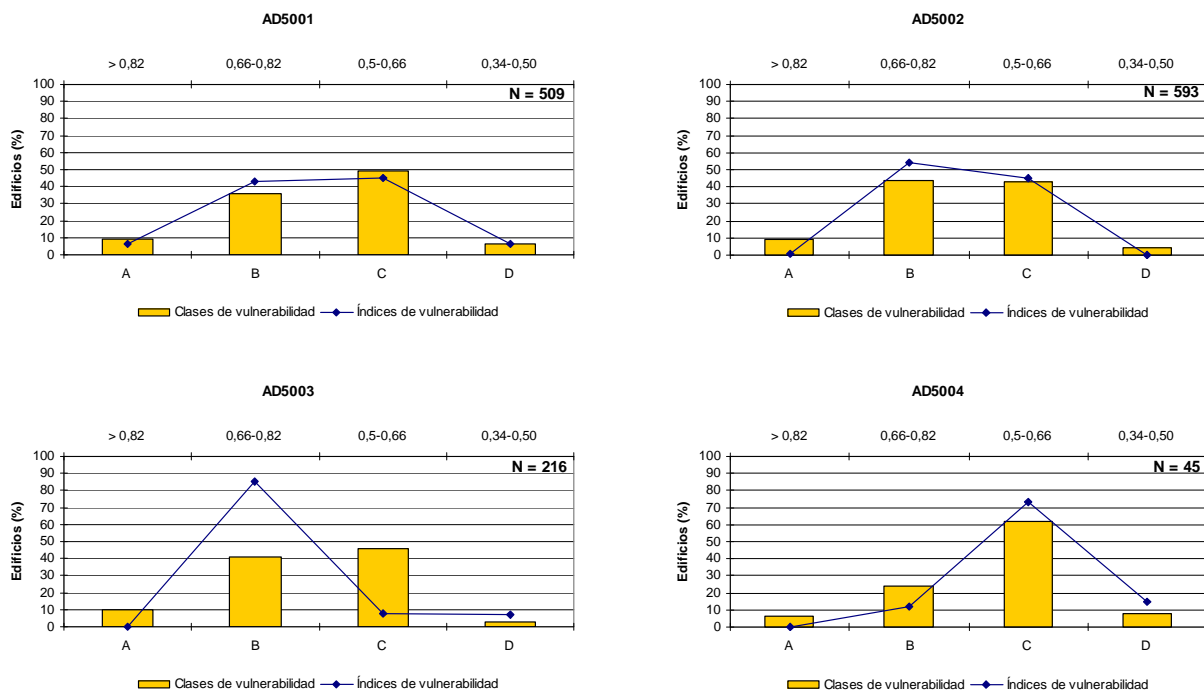 AD5001
> 0,82 0,66-0,82 0,5-0,66 0,34-0,50
N = 509
Edificios (%)
100
90
80
70
60
50
40
30
20
10
0
A B C D
Clases de vulnerabilidad Índices de vulnerabilidad
AD5002
> 0,82 0,66-0,82 0,5-0,66 0,34-0,50
N = 593
Edificios (%)
100
90
80
70
60
50
40
30
20
10
0
A B C D
Clases de vulnerabilidad Índices de vulnerabilidad
AD5003
> 0,82 0,66-0,82 0,5-0,66 0,34-0,50
N = 216
Edificios (%)
100
90
80
70
60
50
40
30
20
10
0
A B C D
Clases de vulnerabilidad Índices de vulnerabilidad
AD5004
> 0,82 0,66-0,82 0,5-0,66 0,34-0,50
N = 45
Edificios (%)
100
90
80
70
60
50
40
30
20
10
0
A B C D
Clases de vulnerabilidad Índices de vulnerabilidad